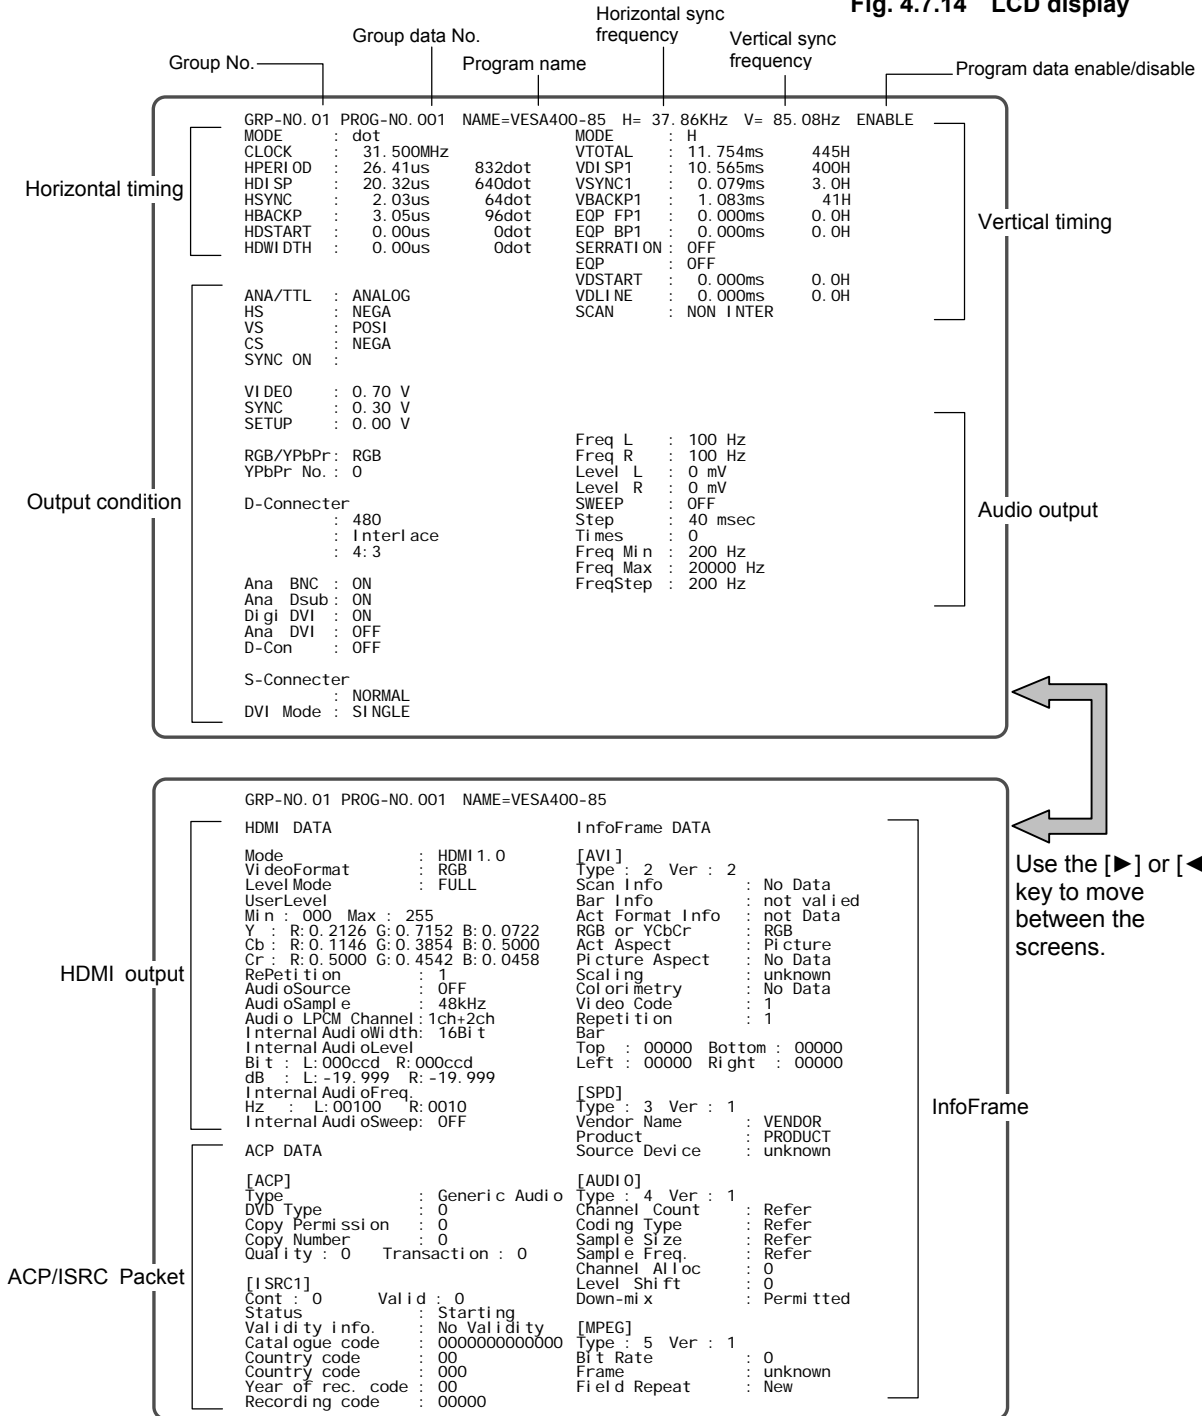 Fig. 4.7.14 LCD display
Horizontal sync frequency
Group data No.
Vertical sync frequency
Group No.
Program name
Program data enable/disable
GRP-NO.01 PROG-NO.001 NAME=VESA400-85 H= 37.86KHz V= 85.08Hz ENABLE
MODE : dot MODE : H
CLOCK : 31.500MHz VTOTAL : 11.754ms 445H
HPERIOD : 26.41us 832dot VDISP1 : 10.565ms 400H
HDISP : 20.32us 640dot VSYNC1 : 0.079ms 3.0H
HSYNC : 2.03us 64dot VBACKP1 : 1.083ms 41H
HBACKP : 3.05us 96dot EQP FP1 : 0.000ms 0.0H
HDSTART : 0.00us 0dot EQP BP1 : 0.000ms 0.0H
HDWIDTH : 0.00us 0dot SERRATION : OFF
EQP : OFF
VDSTART : 0.000ms 0.0H
ANA/TTL : ANALOG VDLINE : 0.000ms 0.0H
HS : NEGA SCAN : NON INTER
VS : POSI
CS : NEGA
SYNC ON :
Horizontal timing
Vertical timing
VIDEO : 0.70 V
SYNC : 0.30 V
SETUP : 0.00 V
Freq L : 100 Hz
RGB/YPbPr: RGB Freq R : 100 Hz
YPbPr No.: 0 Level L : 0 mV
Level R : 0 mV
D-Connecter SWEEP : OFF
: 480 Step : 40 msec
: Interlace Times : 0
: 4:3 Freq Min : 200 Hz
Freq Max : 20000 Hz
Ana BNC : ON FreqStep : 200 Hz
Ana Dsub : ON
Digi DVI : ON
Ana DVI : OFF
D-Con : OFF
S-Connecter
: NORMAL
DVI Mode : SINGLE
Output condition
Audio output
GRP-NO.01 PROG-NO.001 NAME=VESA400-85
HDMI DATA
Mode : HDMI1.0
VideoFormat : RGB
LevelMode : FULL
UserLevel
Min : 000 Max : 255
Y : R:0.2126 G:0.7152 B:0.0722
Cb : R:0.1146 G:0.3854 B:0.5000
Cr : R:0.5000 G:0.4542 B:0.0458
RePetition : 1
AudioSource : OFF
AudioSample : 48kHz
Audio LPCM Channel:1ch+2ch
InternalAudioWidth: 16Bit
InternalAudioLevel
Bit : L:000ccd R:000ccd
dB : L:-19.999 R:-19.999
InternalAudioFreq.
Hz : L:00100 R:0010
InternalAudioSweep: OFF
HDMI output
ACP DATA
[ACP]
Type : Generic Audio
DVD Type : 0
Copy Permission : 0
Copy Number : 0
Quality : 0 Transaction : 0
[ISRC1]
Cont : 0 Valid : 0
Status : Starting
Validity info. : No Validity
Catalogue code : 0000000000000
Country code : 00
Country code : 000
Year of rec. code : 00
Recording code : 00000
ACP/ISRC Packet
InfoFrame DATA
[AVI]
Type : 2 Ver : 2
Scan Info : No Data
Bar Info : not valied
Act Format Info : not Data
RGB or YCbCr : RGB
Act Aspect : Picture
Picture Aspect : No Data
Scaling : unknown
Colorimetry : No Data
Video Code : 1
Repetition : 1
Bar
Top : 00000 Bottom : 00000
Left : 00000 Right : 00000
[SPD]
Type : 3 Ver : 1
Vendor Name : VENDOR
Product : PRODUCT
Source Device : unknown
[AUDIO]
Type : 4 Ver : 1
Channel Count : Refer
Coding Type : Refer
Sample Size : Refer
Sample Freq. : Refer
Channel Alloc : 0
Level Shift : 0
Down-mix : Permitted
[MPEG]
Type : 5 Ver : 1
Bit Rate : 0
Frame : unknown
Field Repeat : New
InfoFrame
Use the [►] or [◄
key to move
between the
screens.